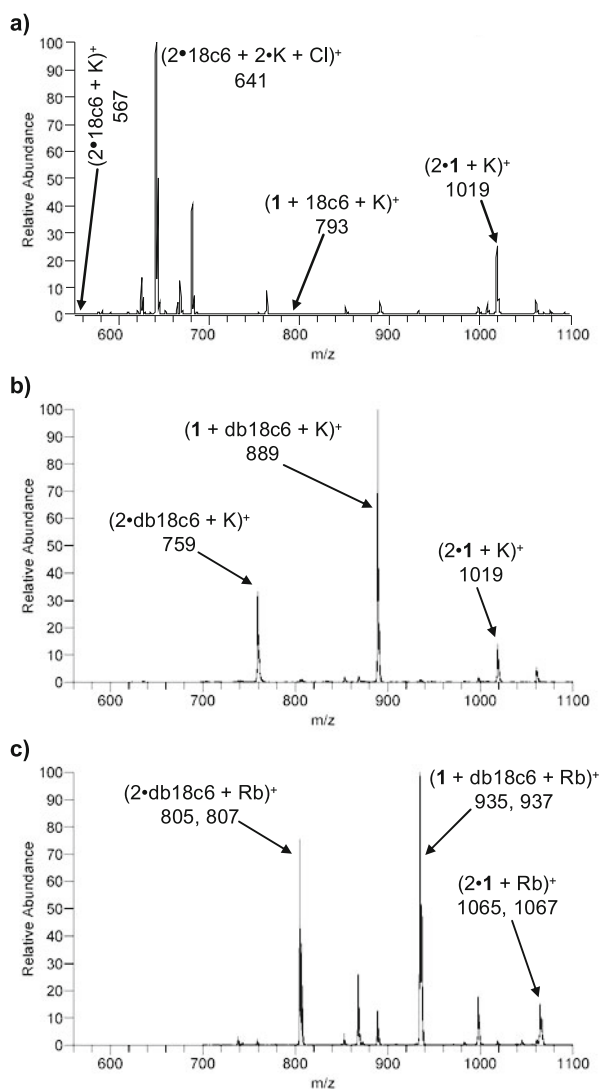 a)
(2•18c6 + K)⁺
567
(2•18c6 + 2•K + Cl)⁺
641
(1 + 18c6 + K)⁺
793
(2•1 + K)⁺
1019
Relative Abundance
100
90
80
70
60
50
40
30
20
10
0
600 700 800 900 1000 1100
m/z
b)
(1 + db18c6 + K)⁺
889
(2•db18c6 + K)⁺
759
(2•1 + K)⁺
1019
Relative Abundance
100
90
80
70
60
50
40
30
20
10
0
600 700 800 900 1000 1100
m/z
c)
(2•db18c6 + Rb)⁺
805, 807
(1 + db18c6 + Rb)⁺
935, 937
(2•1 + Rb)⁺
1065, 1067
Relative Abundance
100
90
80
70
60
50
40
30
20
10
0
600 700 800 900 1000 1100
m/z